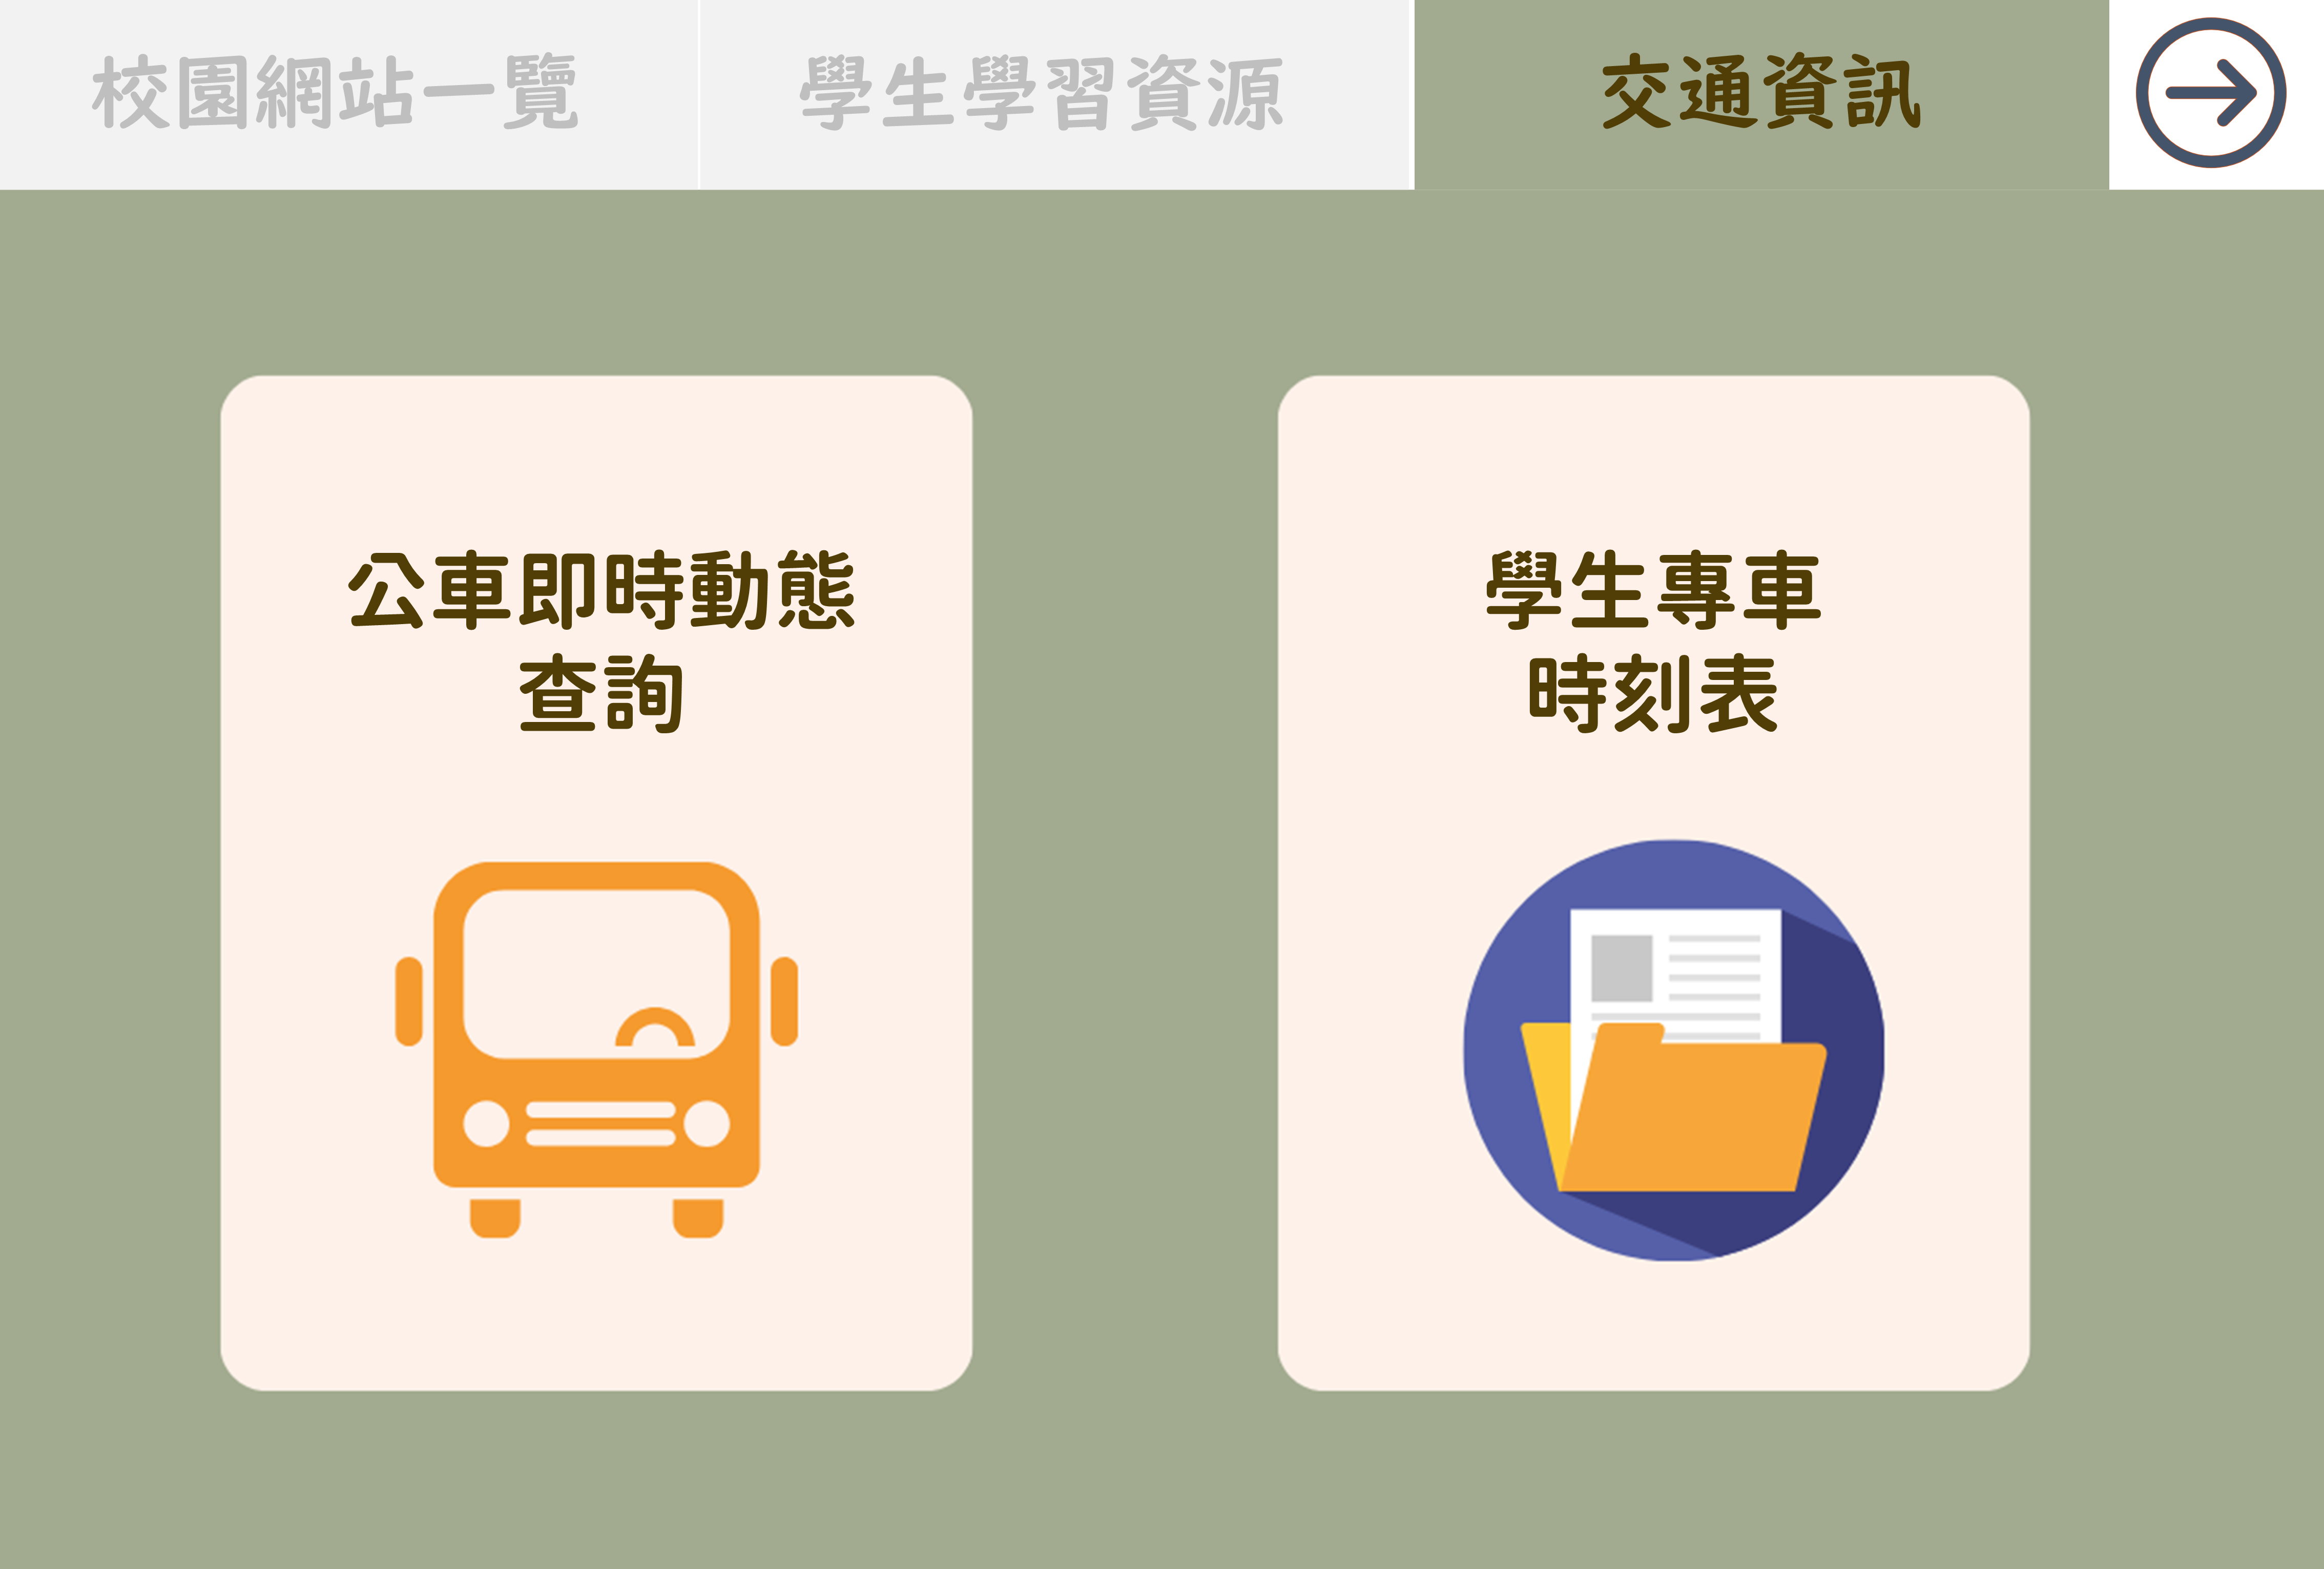 校園網站一覽
學生學習資源
交通資訊
公車即時動態
查詢
學生專車
時刻表